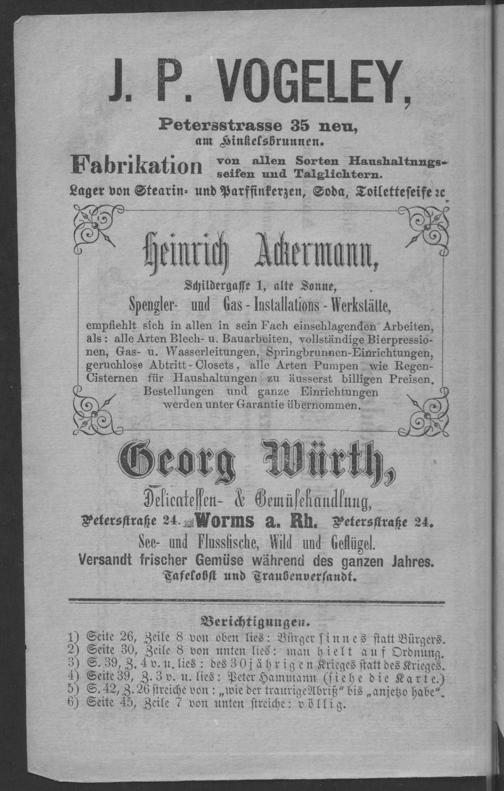 J. P. VOGELEY,
Petersstrasse 35 neu,
am Hinkelsbrunnen.
Fabrikation von allen Sorten Haushaltungs-
seifen und Talglichtern.
Lager von Stearin- und Parffinkerzen, Soda, Toiletteseife ꝛc.
Heinrich Ackermann,
Schildergasse 1, alte Sonne,
Spengler- und Gas-Installations-Werkstätte,
empfiehlt sich in allen in sein Fach einschlagenden Arbeiten,
als: alle Arten Blech- u. Bauarbeiten, vollständige Bierpressio-
nen, Gas- u. Wasserleitungen, Springbrunnen-Einrichtungen,
geruchlose Abtritt-Closets, alle Arten Pumpen wie Regen-
Cisternen für Haushaltungen zu äusserst billigen Preisen.
Bestellungen und ganze Einrichtungen
werden unter Garantie übernommen.
Georg Würth,
Delicatessen- & Gemüsehandlung,
Petersstraße 24. Worms a. Rh. Petersstraße 24.
See- und Flussfische, Wild und Geflügel.
Versandt frischer Gemüse während des ganzen Jahres.
Tafelobst und Traubenversandt.
Berichtigungen.
1) Seite 26, Zeile 8 von oben lies: Bürgersinnes statt Bürgers.
2) Seite 30, Zeile 8 von unten lies: man hielt auf Ordnung.
3) S. 39, Z. 4 v. u. lies: des 30jährigen Krieges statt des Krieges.
4) Seite 39, Z. 3 v. u. lies: Peter Hammann (siehe die Karte.)
5) S. 42, Z. 26 streiche von: „wie der traurige Abriß“ bis „anjetzo habe“.
6) Seite 45, Zeile 7 von unten streiche: völlig.